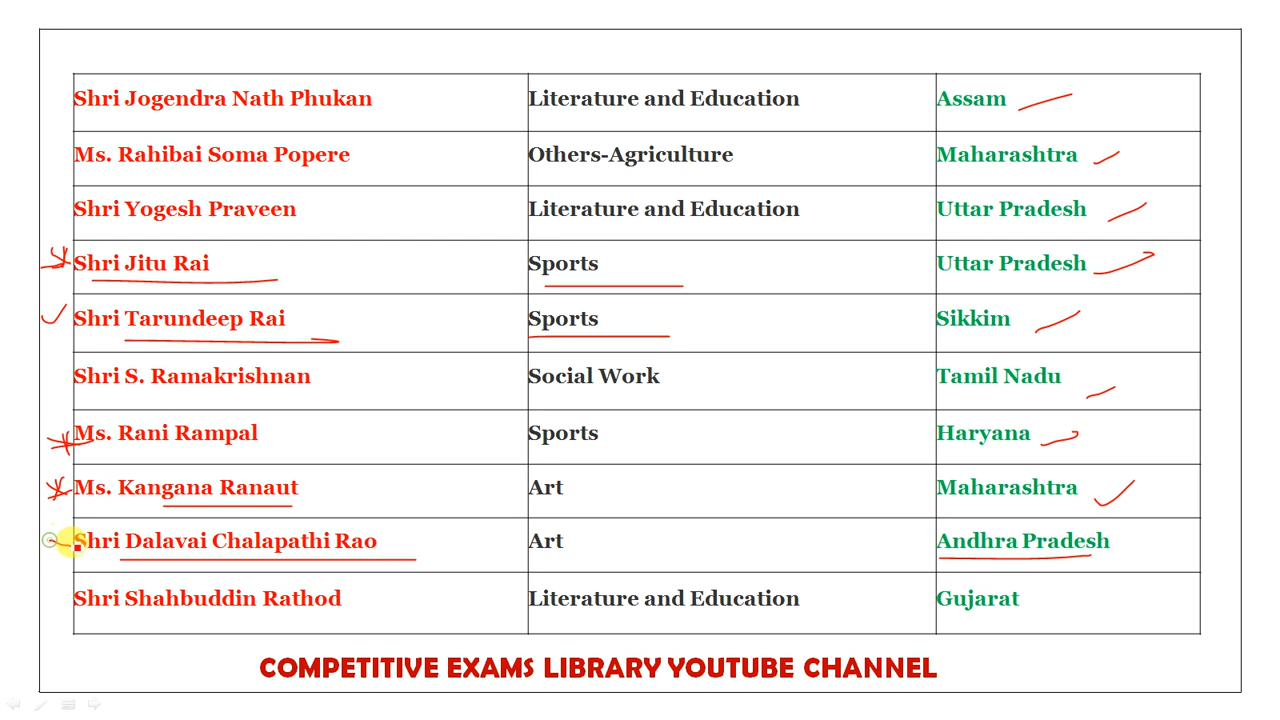 Shri Jogendra Nath Phukan Literature and Education Assam
Ms. Rahibai Soma Popere Others-Agriculture Maharashtra
Shri Yogesh Praveen Literature and Education Uttar Pradesh
Shri Jitu Rai Sports Uttar Pradesh
Shri Tarundeep Rai Sports Sikkim
Shri S. Ramakrishnan Social Work Tamil Nadu
Ms. Rani Rampal Sports Haryana
Ms. Kangana Ranaut Art Maharashtra
Shri Dalavai Chalapathi Rao Art Andhra Pradesh
Shri Shahbuddin Rathod Literature and Education Gujarat
COMPETITIVE EXAMS LIBRARY YOUTUBE CHANNEL